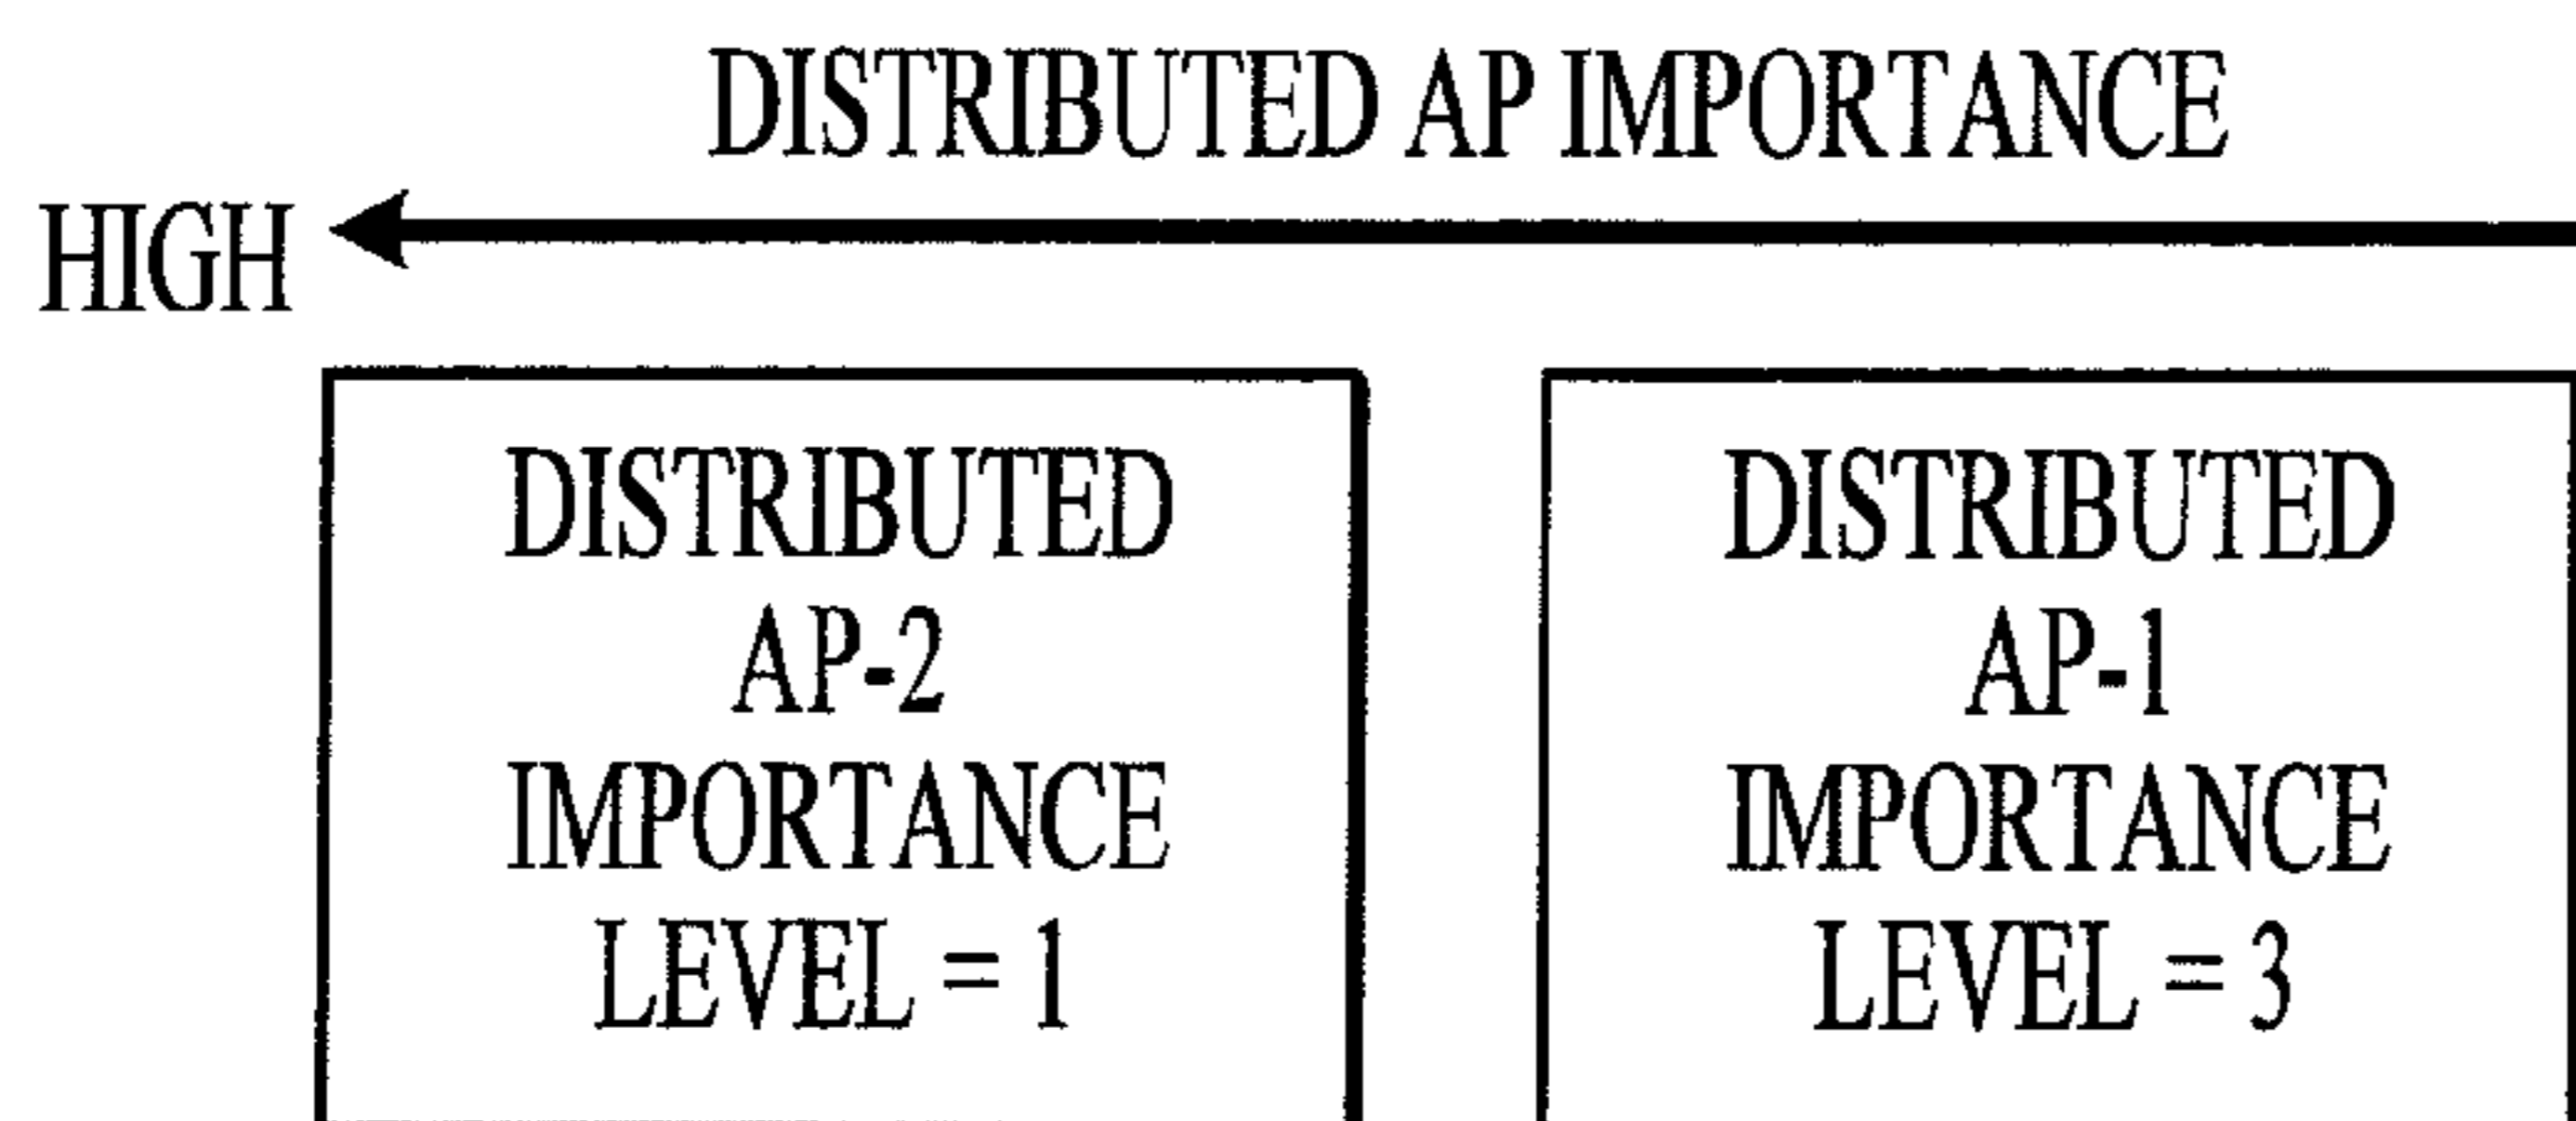 DISTRIBUTED AP IMPORTANCE
HIGH
DISTRIBUTED
AP-2
IMPORTANCE
LEVEL = 1
DISTRIBUTED
AP-1
IMPORTANCE
LEVEL = 3